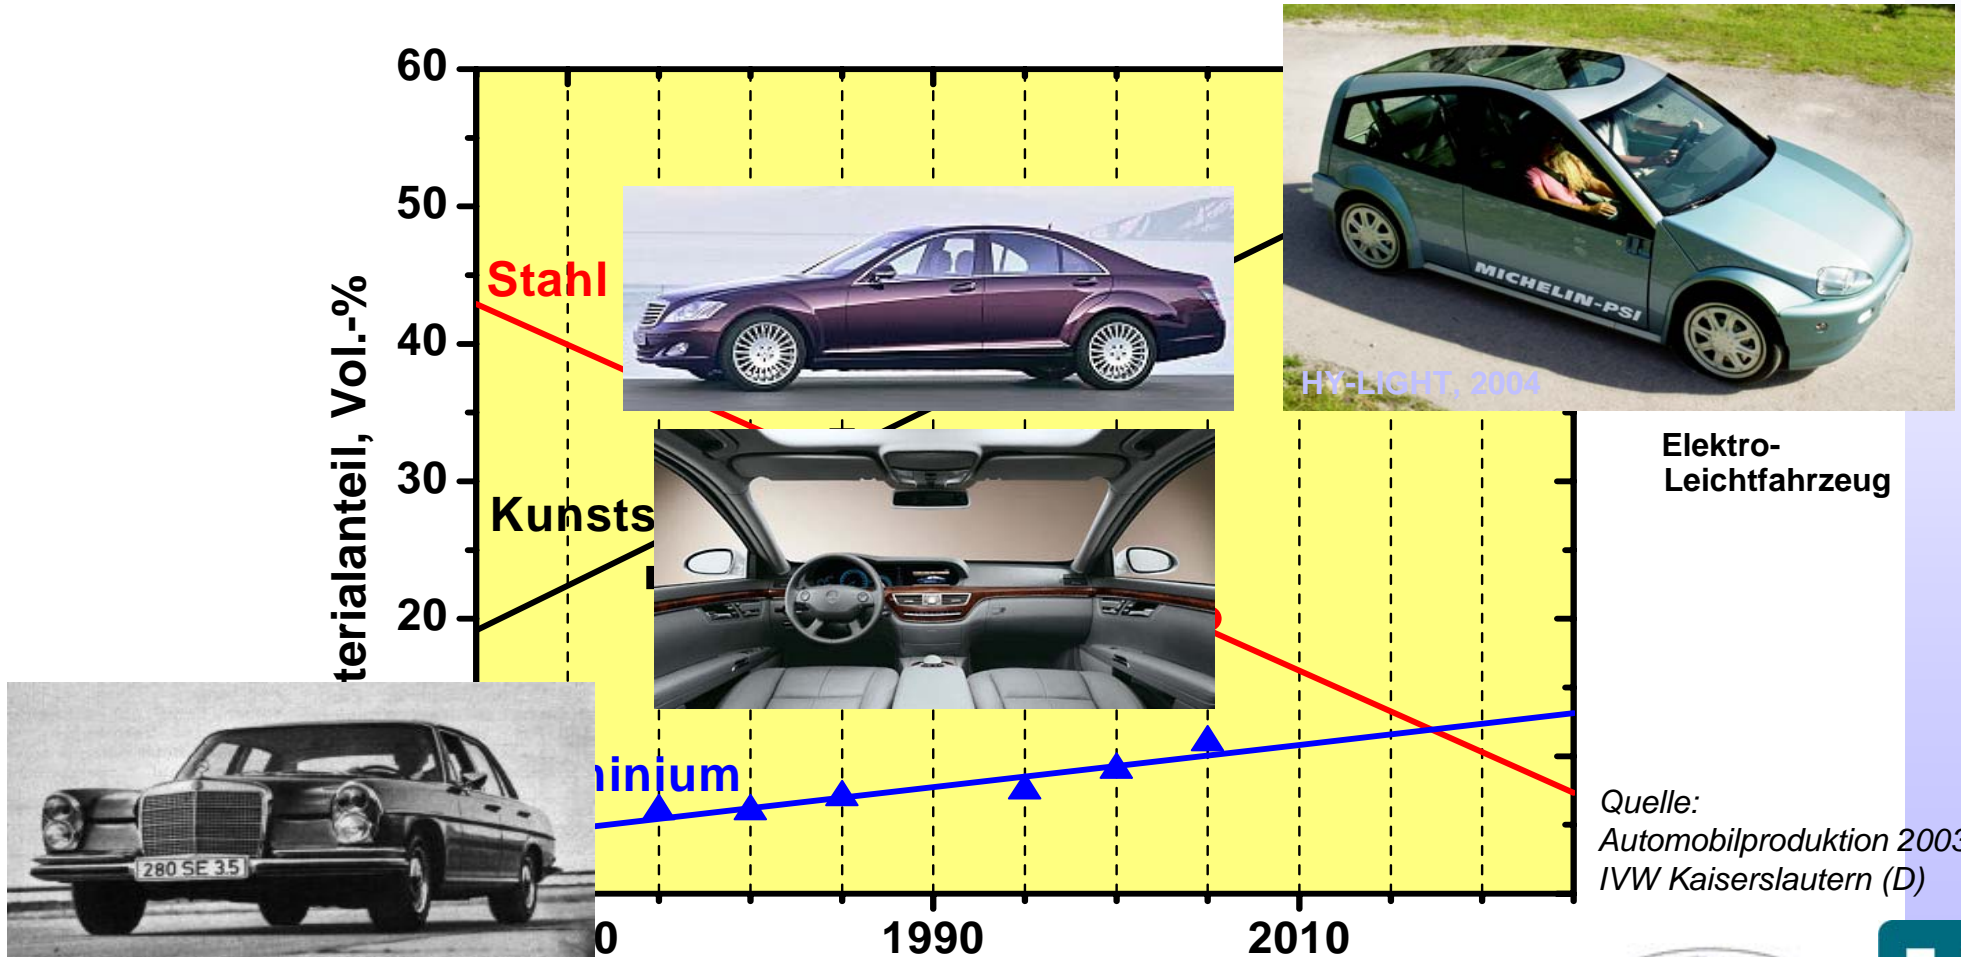 60
50
40
30
20
terialanteil, Vol.-%
Stahl
Kunsts
inium
0
1990
2010
280 SE 3.5
MICHELIN-PSI
HY-LIGHT, 2004
Elektro-
Leichtfahrzeug
Quelle:
Automobilproduktion 2003
IVW Kaiserslautern (D)